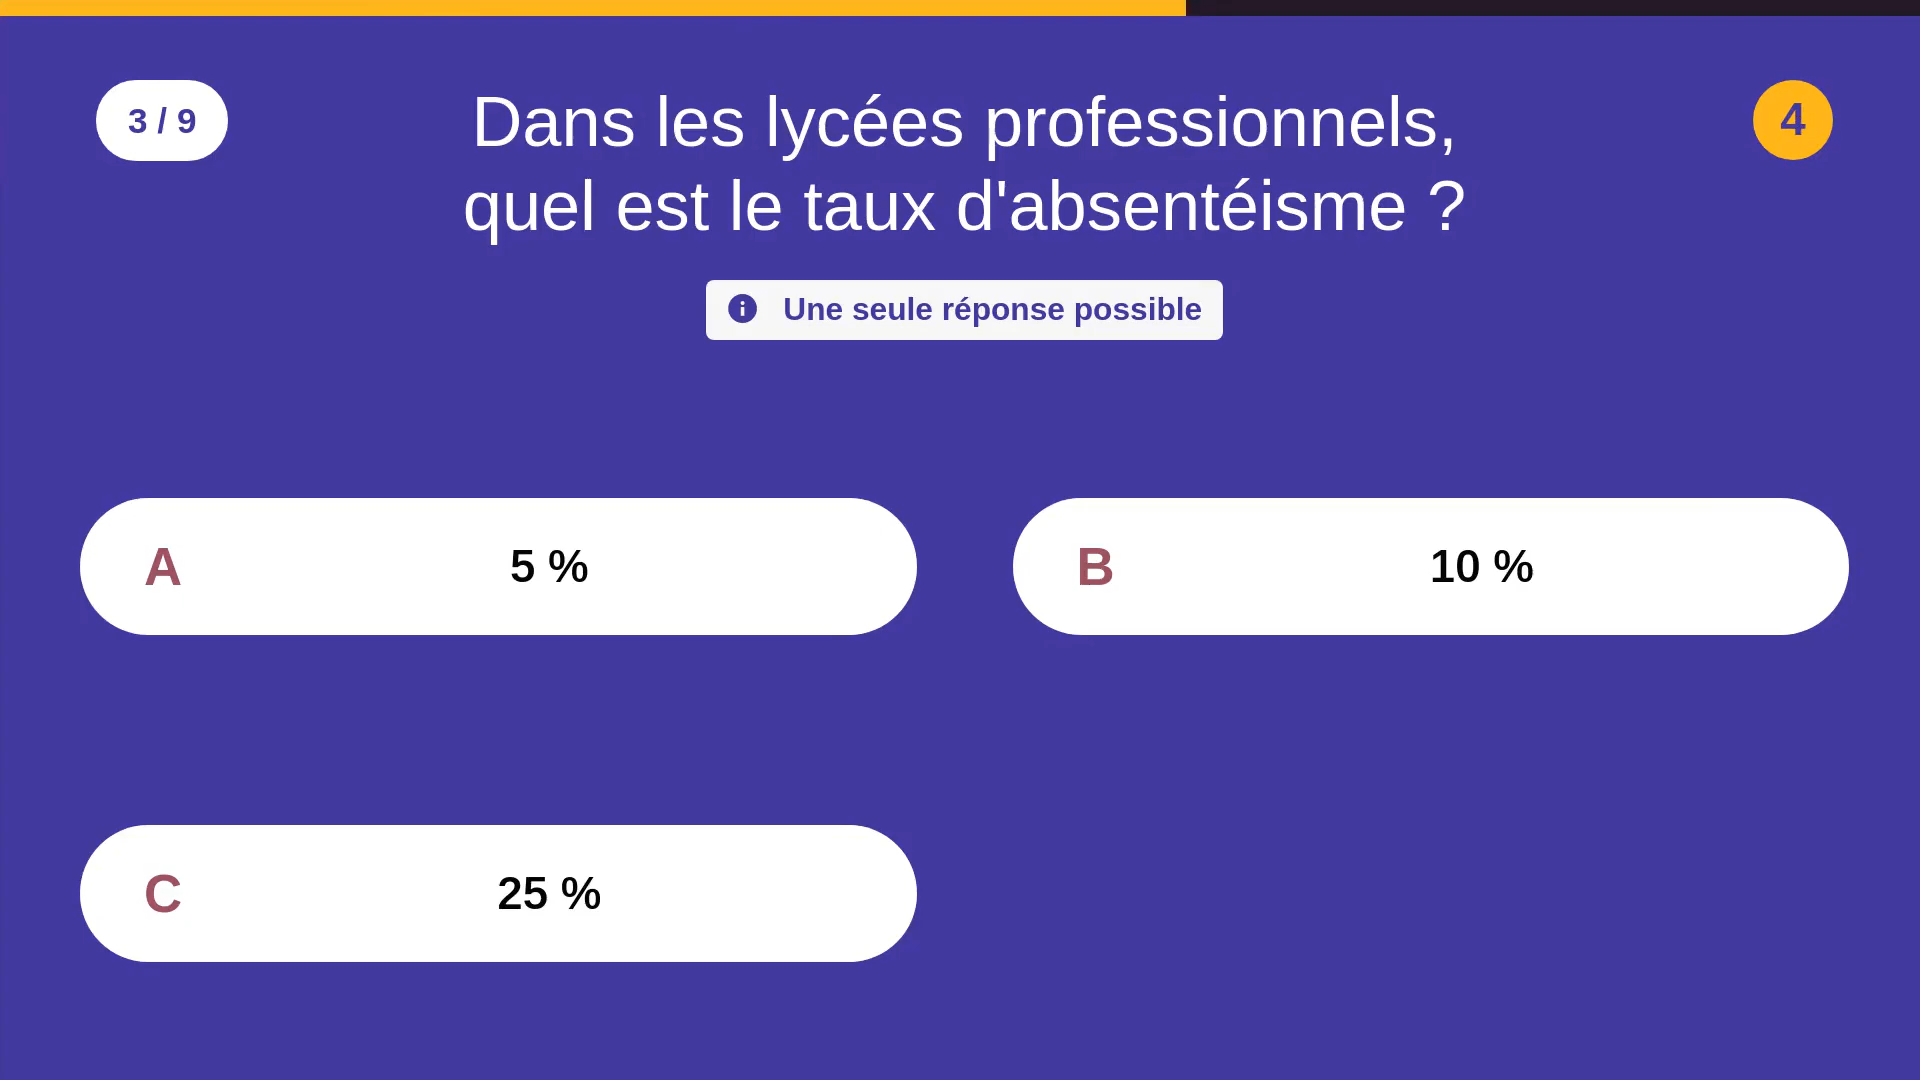 3 / 9
Dans les lycées professionnels,
quel est le taux d'absentéisme ?
4
Une seule réponse possible
A 5 %
B 10 %
C 25 %